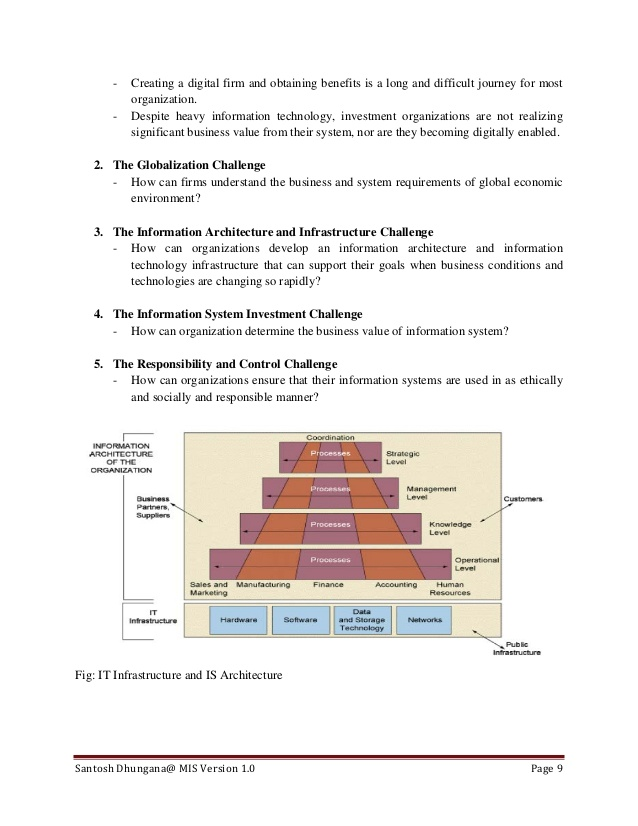 - Creating a digital firm and obtaining benefits is a long and difficult journey for most
organization.
- Despite heavy information technology, investment organizations are not realizing
significant business value from their system, nor are they becoming digitally enabled.
2. The Globalization Challenge
- How can firms understand the business and system requirements of global economic
environment?
3. The Information Architecture and Infrastructure Challenge
- How can organizations develop an information architecture and information
technology infrastructure that can support their goals when business conditions and
technologies are changing so rapidly?
4. The Information System Investment Challenge
- How can organization determine the business value of information system?
5. The Responsibility and Control Challenge
- How can organizations ensure that their information systems are used in as ethically
and socially and responsible manner?
INFORMATION
ARCHITECTURE
OF THE
ORGANIZATION
Coordination
Processes
Strategic
Level
Processes
Management
Level
Business
Partners,
Suppliers
Customers
Processes
Knowledge
Level
Processes
Operational
Level
Sales and
Marketing
Manufacturing
Finance
Accounting
Human
Resources
IT
Infrastructure
Hardware
Software
Data
and Storage
Technology
Networks
Public
Infrastructure
Fig: IT Infrastructure and IS Architecture
Santosh Dhungana@ MIS Version 1.0 Page 9